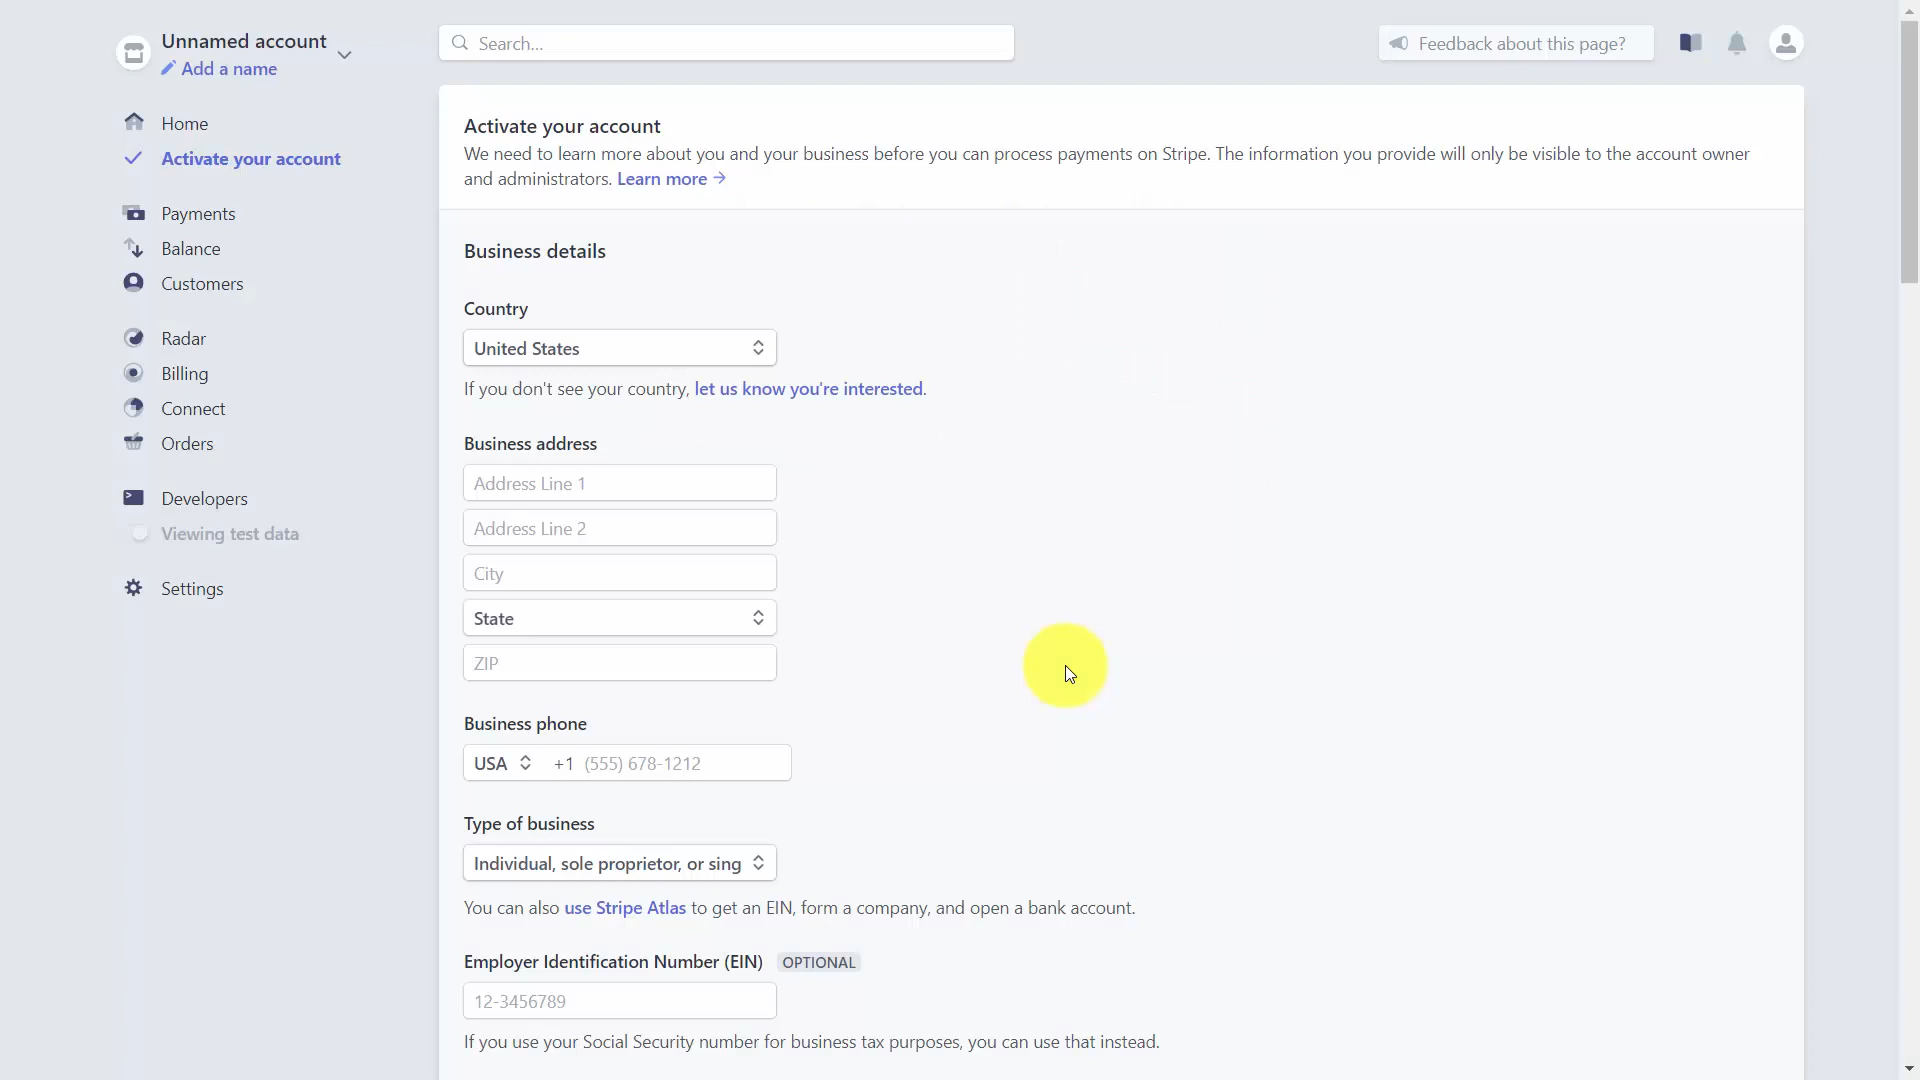 Unnamed account
Add a name
Search...
Feedback about this page?
Home
Activate your account
Payments
Balance
Customers
Radar
Billing
Connect
Orders
Developers
Viewing test data
Settings
Activate your account
We need to learn more about you and your business before you can process payments on Stripe. The information you provide will only be visible to the account owner
and administrators. Learn more →
Business details
Country
United States
If you don't see your country, let us know you're interested.
Business address
Address Line 1
Address Line 2
City
State
ZIP
Business phone
USA +1 (555) 678-1212
Type of business
Individual, sole proprietor, or sing
You can also use Stripe Atlas to get an EIN, form a company, and open a bank account.
Employer Identification Number (EIN) OPTIONAL
12-3456789
If you use your Social Security number for business tax purposes, you can use that instead.